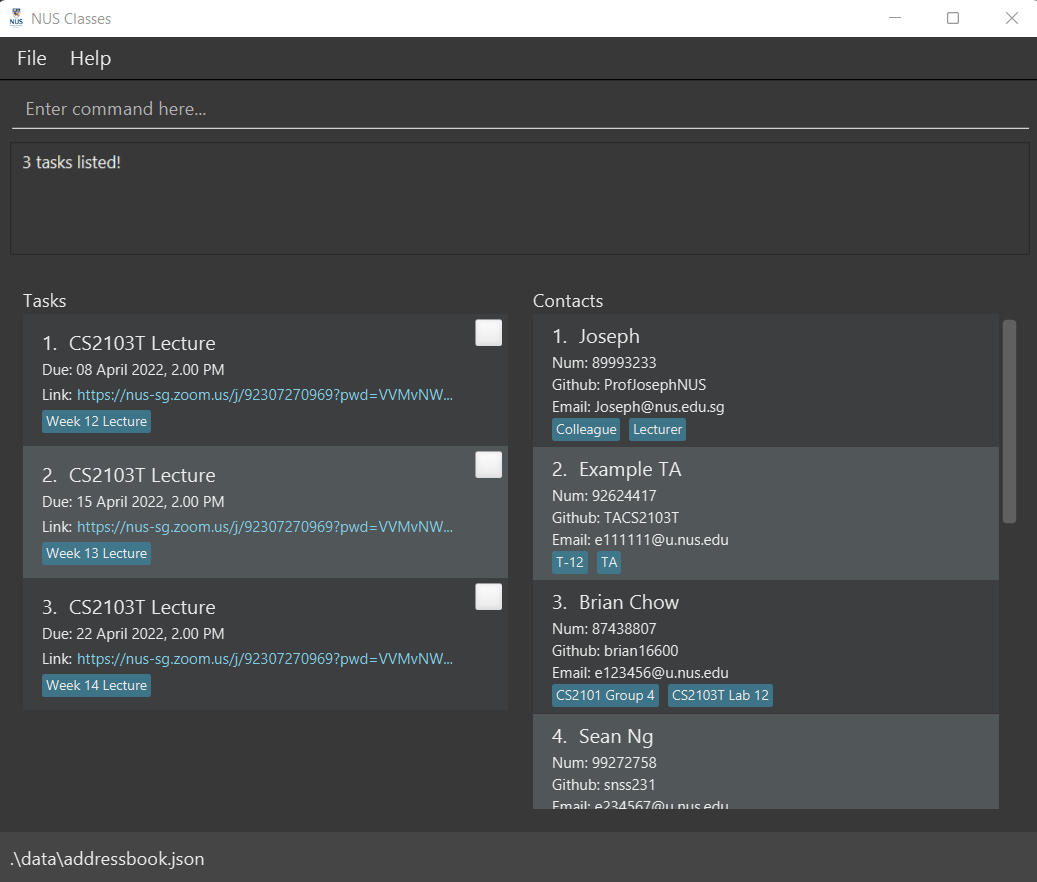 NUS NUS Classes
File Help
Enter command here...
3 tasks listed!
Tasks
1. CS2103T Lecture
Due: 08 April 2022, 2.00 PM
Link: https://nus-sg.zoom.us/j/92307270969?pwd=VVMvNW...
Week 12 Lecture
2. CS2103T Lecture
Due: 15 April 2022, 2.00 PM
Link: https://nus-sg.zoom.us/j/92307270969?pwd=VVMvNW...
Week 13 Lecture
3. CS2103T Lecture
Due: 22 April 2022, 2.00 PM
Link: https://nus-sg.zoom.us/j/92307270969?pwd=VVMvNW...
Week 14 Lecture
Contacts
1. Joseph
Num: 89993233
Github: ProfJosephNUS
Email: Joseph@nus.edu.sg
Colleague Lecturer
2. Example TA
Num: 92624417
Github: TACS2103T
Email: e111111@u.nus.edu
T-12 TA
3. Brian Chow
Num: 87438807
Github: brian16600
Email: e123456@u.nus.edu
CS2101 Group 4 CS2103T Lab 12
4. Sean Ng
Num: 99272758
Github: snss231
Email: e234567@u.nus.edu
.\data\addressbook.json